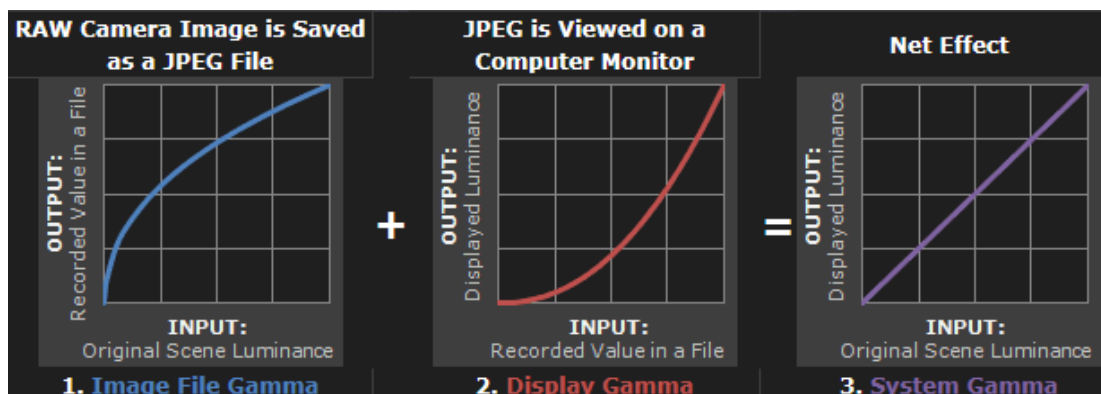 RAW Camera Image is Saved
as a JPEG File
OUTPUT:
Recorded Value in a File
INPUT:
Original Scene Luminance
1. Image File Gamma
+
JPEG is Viewed on a
Computer Monitor
OUTPUT:
Displayed Luminance
INPUT:
Recorded Value in a File
2. Display Gamma
=
Net Effect
OUTPUT:
Displayed Luminance
INPUT:
Original Scene Luminance
3. System Gamma